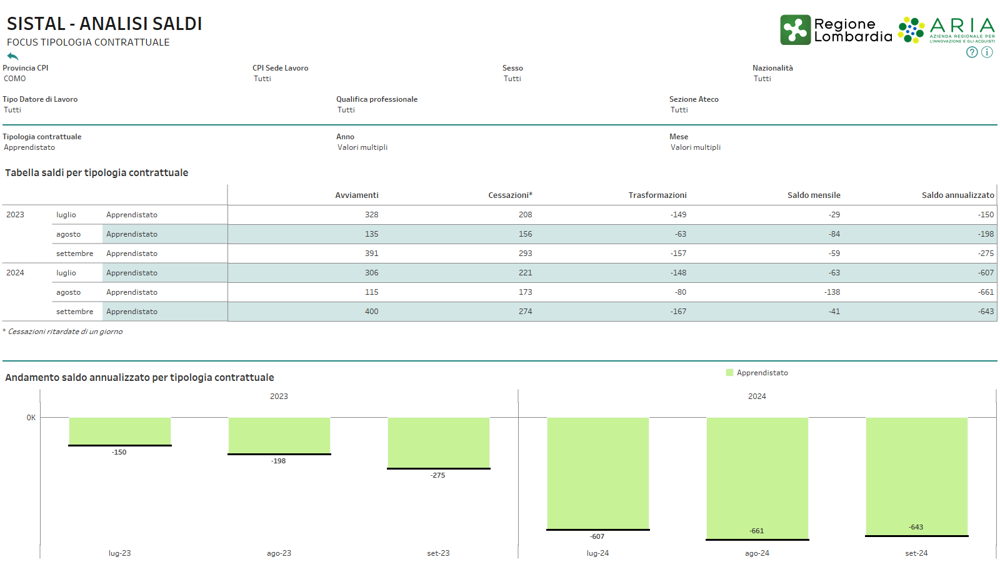 SISTAL - ANALISI SALDI
FOCUS TIPOLOGIA CONTRATTUALE
Regione Lombardia
ARIA
AZIENDA REGIONALE PER L'INNOVAZIONE E GLI ACQUISTI
? i
Provincia CPI CPI Sede Lavoro Sesso Nazionalità
COMO Tutti Tutti Tutti
Tipo Datore di Lavoro Qualifica professionale Sezione Ateco
Tutti Tutti Tutti
Tipologia contrattuale Anno Mese
Apprendistato Valori multipli Valori multipli
Tabella saldi per tipologia contrattuale
Avviamenti Cessazioni* Trasformazioni Saldo mensile Saldo annualizzato
2023 luglio Apprendistato 328 208 -149 -29 -150
agosto Apprendistato 135 156 -63 -84 -198
settembre Apprendistato 391 293 -157 -59 -275
2024 luglio Apprendistato 306 221 -148 -63 -607
agosto Apprendistato 115 173 -80 -138 -661
settembre Apprendistato 400 274 -167 -41 -643
* Cessazioni ritardate di un giorno
Andamento saldo annualizzato per tipologia contrattuale
Apprendistato
2023 2024
0K
-150 -198 -275 -607 -661 -643
lug-23 ago-23 set-23 lug-24 ago-24 set-24